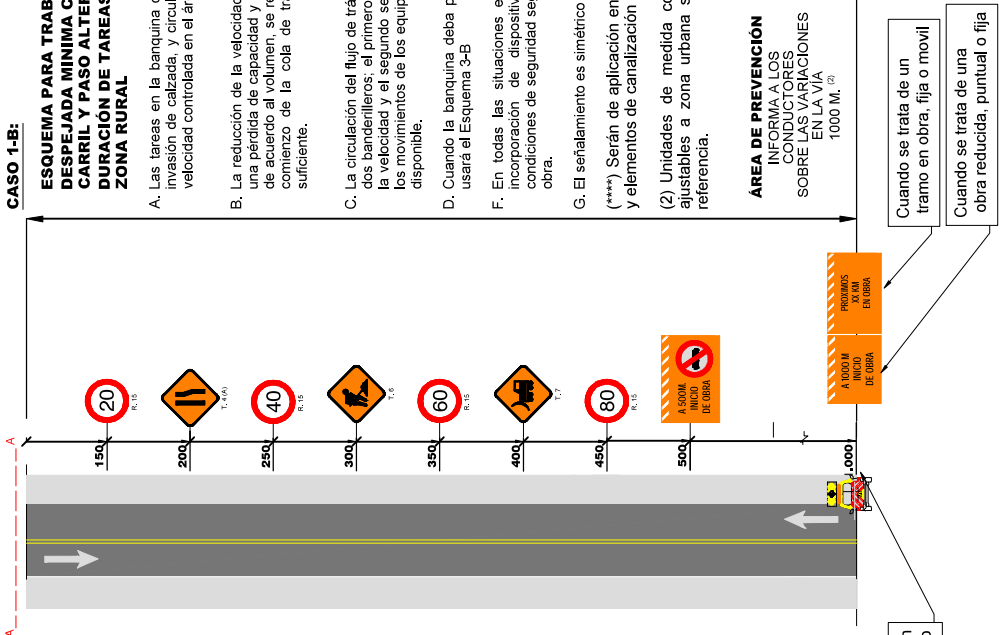 CASO 1-B:
ESQUEMA PARA TRAB
DESPEJADA MINIMA C
CARRIL Y PASO ALTER
DURACIÓN DE TAREAS
ZONA RURAL
A. Las tareas en la banquina
invasión de calzada, y circul
velocidad controlada en el ár
B. La reducción de la velocidad
una pérdida de capacidad y
de acuerdo al volumen, se re
comienzo de la cola de tra
suficiente.
C. La circulación del flujo de trá
dos banderilleros; el primero
la velocidad y el segundo se
los movimientos de los equip
disponible.
D. Cuando la banquina deba p
usará el Esquema 3-B
F. En todas las situaciones e
incorporación de dispositiv
condiciones de seguridad seg
obra.
G. El señalamiento es simétrico
(****) Serán de aplicación en
y elementos de canalización
(2) Unidades de medida co
ajustables a zona urbana s
referencia.
ÁREA DE PREVENCIÓN
INFORMA A LOS
CONDUCTORES
SOBRE LAS VARIACIONES
EN LA VÍA
1000 M. (2)
Cuando se trata de un
tramo en obra, fija o movil
Cuando se trata de una
obra reducida, puntual o fija
A
A
20
R. 15
150
T. 4 (A)
200
40
R. 15
250
T. 6
300
60
R. 15
350
T. 7
400
80
R. 15
450
A 500M.
INICIO
DE OBRA
500
PROXIMOS
XX KM
EN OBRA
A 1000 M
INICIO
DE OBRA
.000